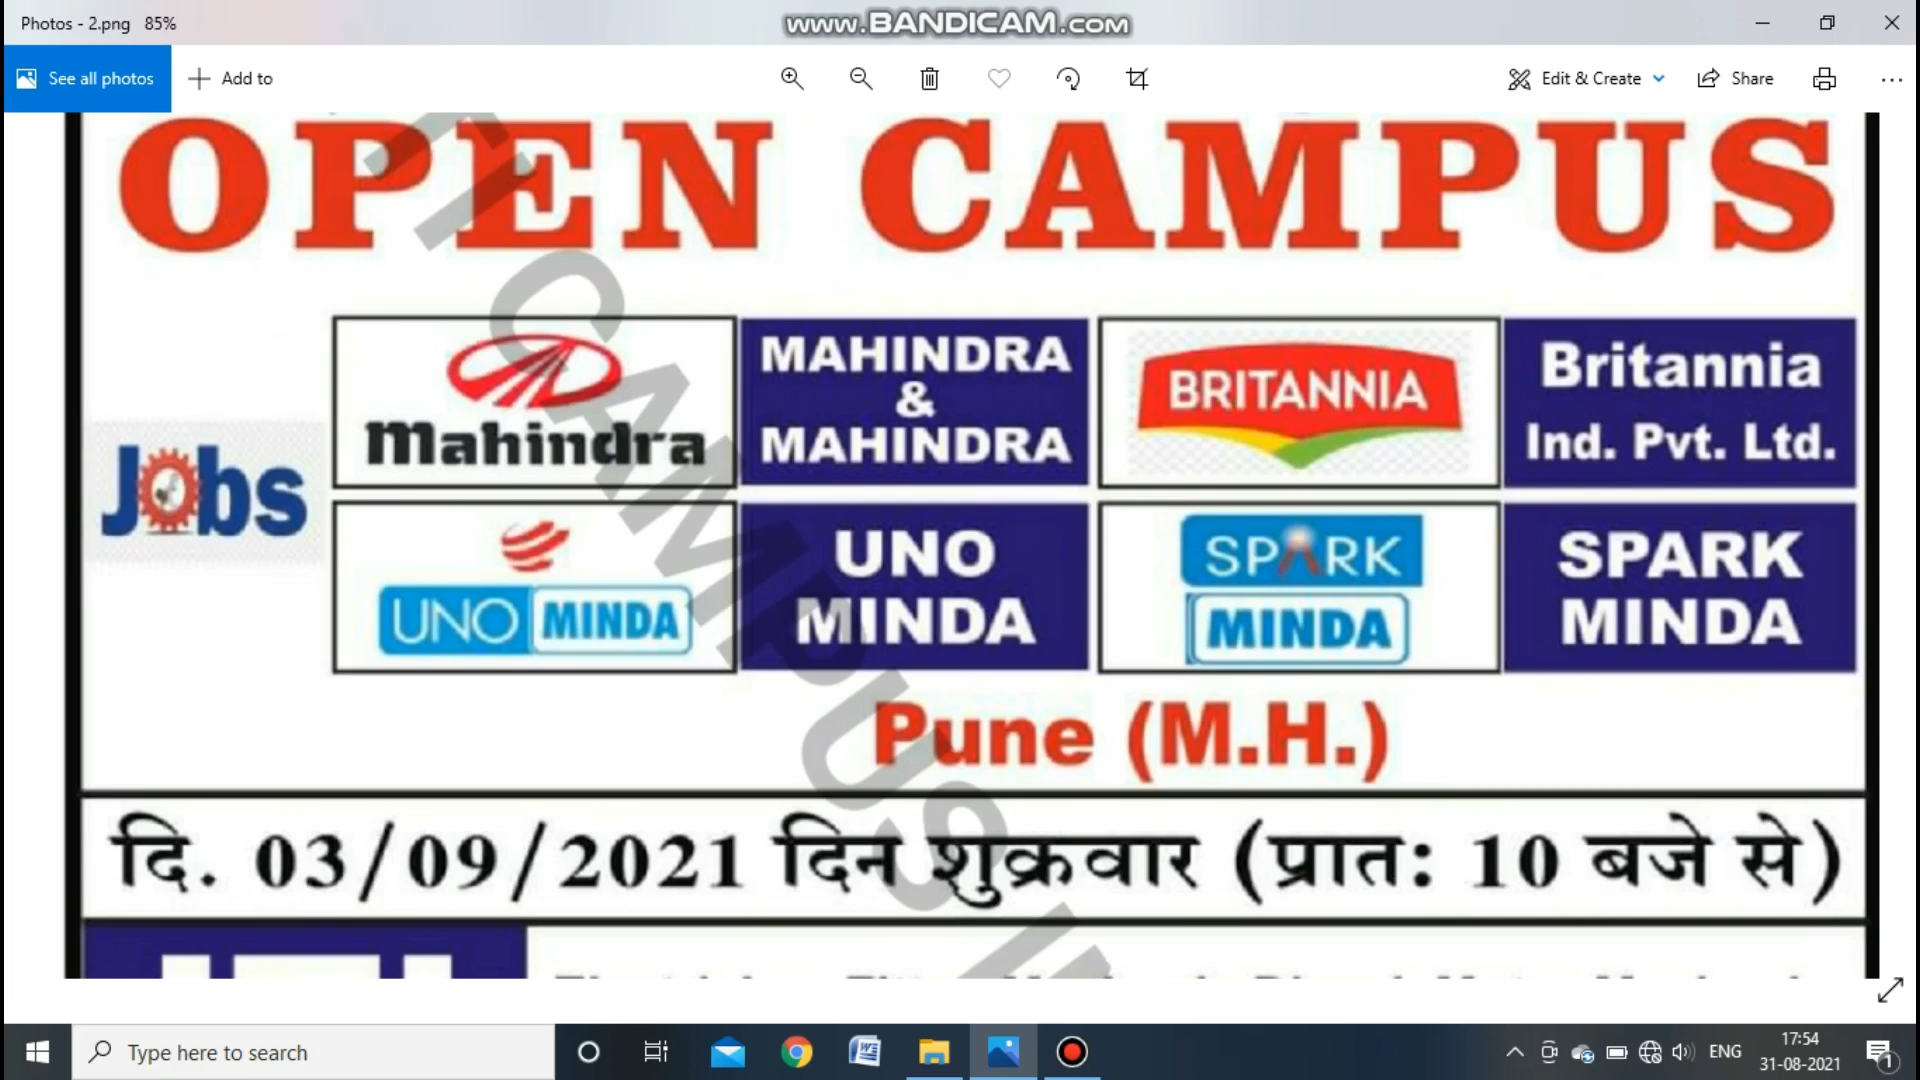 Photos - 2.png 85%
www.BANDICAM.com
See all photos
Add to
Edit & Create
Share
OPEN CAMPUS
Jobs
Mahindra
MAHINDRA
&
MAHINDRA
BRITANNIA
Britannia
Ind. Pvt. Ltd.
UNO MINDA
UNO
MINDA
SPARK
MINDA
SPARK
MINDA
Pune (M.H.)
दि. 03/09/2021 दिन शुक्रवार (प्रातः 10 बजे से)
Type here to search
ENG
17:54
31-08-2021
1